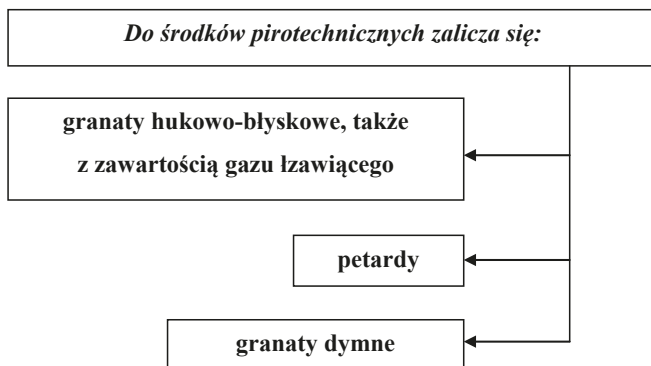 Do środków pirotechnicznych zalicza się:
granaty hukowo-błyskowe, także
z zawartością gazu łzawiącego
petardy
granaty dymne